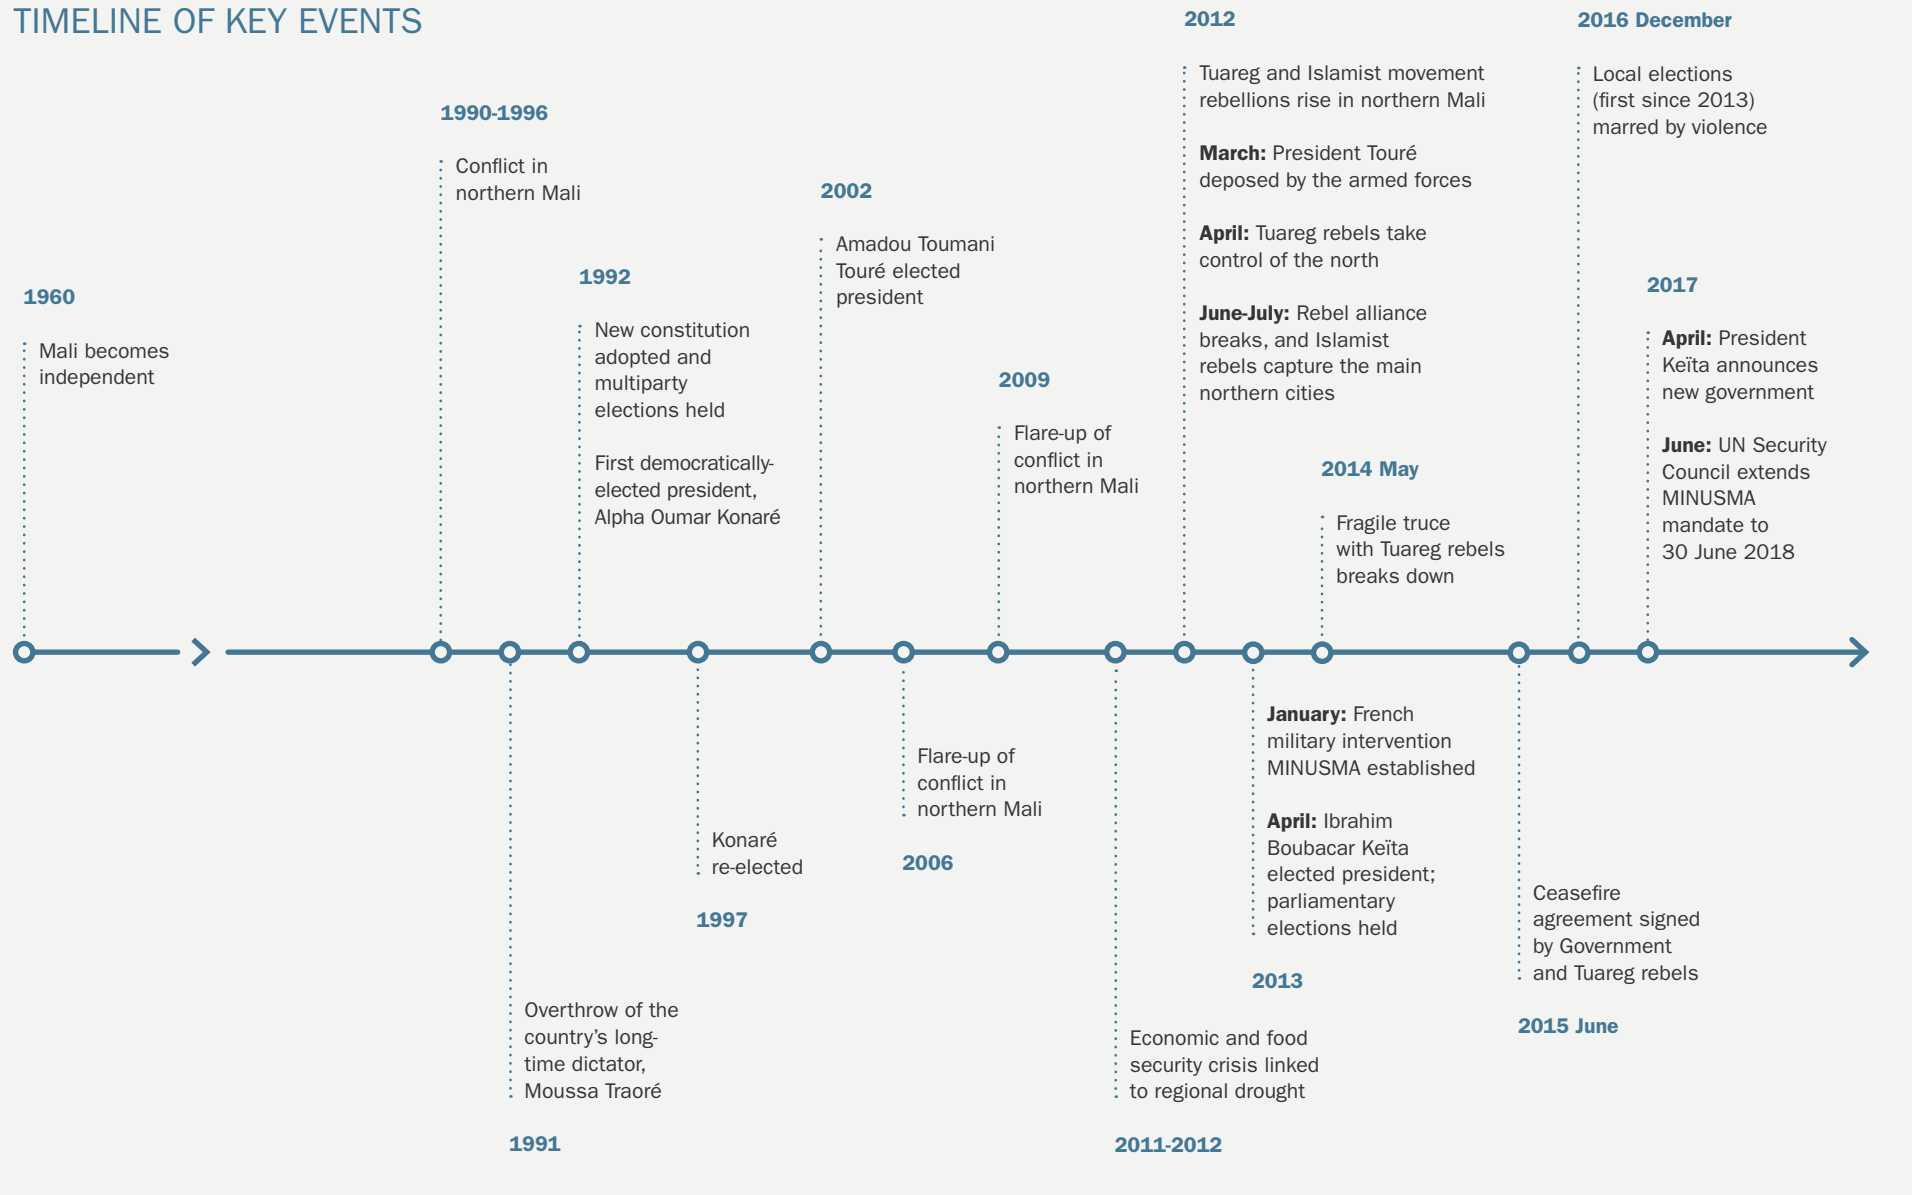 TIMELINE OF KEY EVENTS
1960
Mali becomes
independent
1990-1996
Conflict in
northern Mali
Overthrow of the
country’s long-
time dictator,
Moussa Traoré
1991
1992
New constitution
adopted and
multiparty
elections held
First democratically-
elected president,
Alpha Oumar Konaré
Konaré
re-elected
1997
2002
Amadou Toumani
Touré elected
president
Flare-up of
conflict in
northern Mali
2006
2009
Flare-up of
conflict in
northern Mali
Economic and food
security crisis linked
to regional drought
2011-2012
2012
Tuareg and Islamist movement
rebellions rise in northern Mali
March: President Touré
deposed by the armed forces
April: Tuareg rebels take
control of the north
June-July: Rebel alliance
breaks, and Islamist
rebels capture the main
northern cities
January: French
military intervention
MINUSMA established
April: Ibrahim
Boubacar Keïta
elected president;
parliamentary
elections held
2013
2014 May
Fragile truce
with Tuareg rebels
breaks down
Ceasefire
agreement signed
by Government
and Tuareg rebels
2015 June
2016 December
Local elections
(first since 2013)
marred by violence
2017
April: President
Keïta announces
new government
June: UN Security
Council extends
MINUSMA
mandate to
30 June 2018